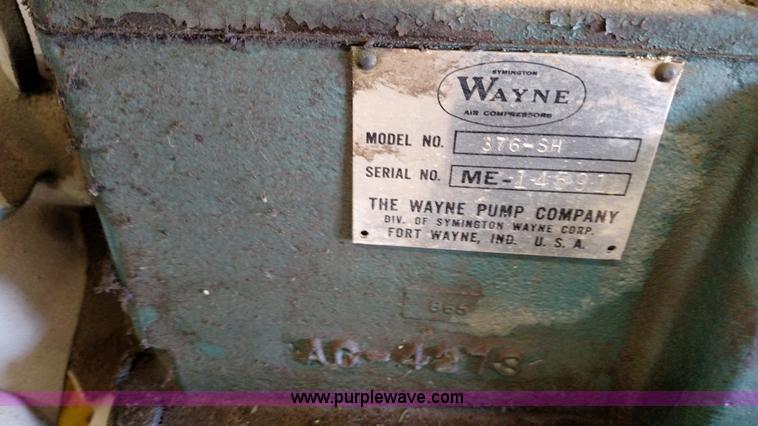 SYMINGTON
WAYNE
AIR COMPRESSORS
MODEL NO. 376-SH
SERIAL NO. ME-14591
THE WAYNE PUMP COMPANY
DIV. OF SYMINGTON WAYNE CORP.
FORT WAYNE, IND. U. S. A.
665
www.purplewave.com